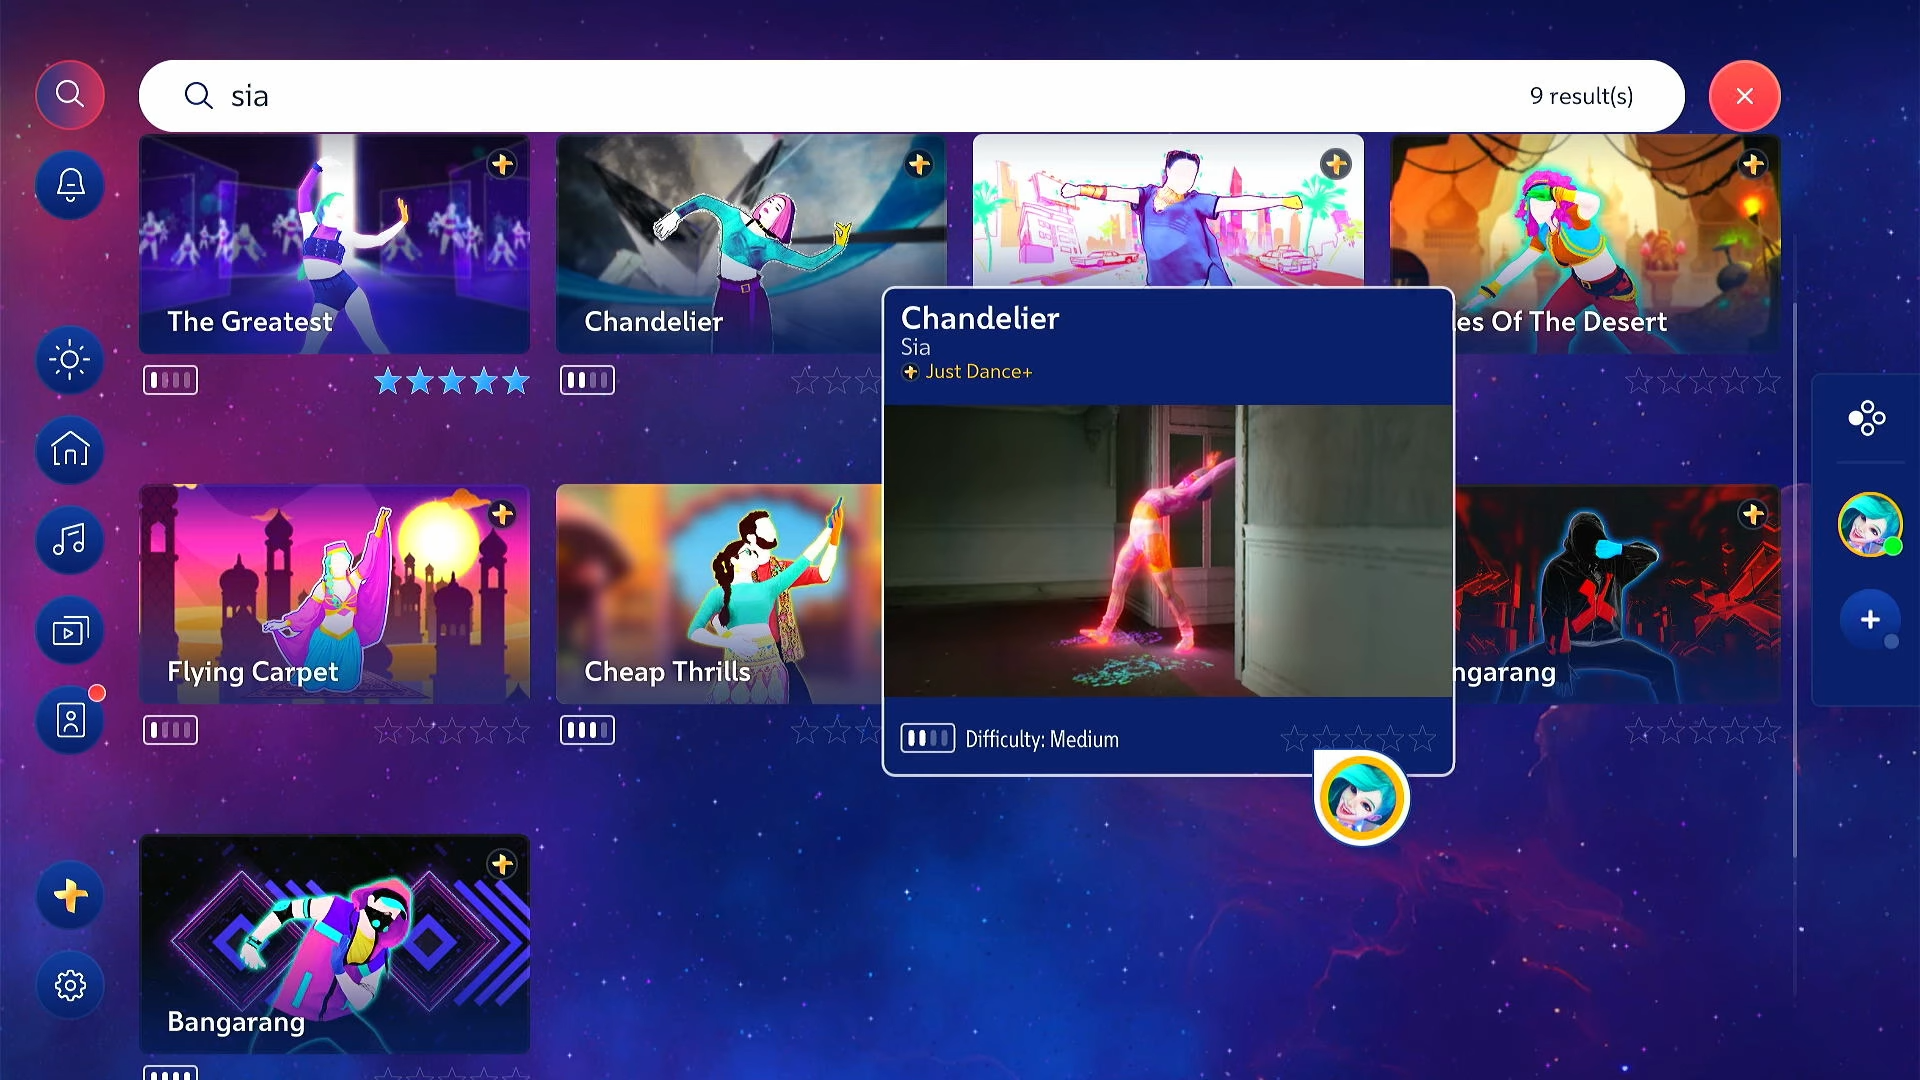 sia
9 result(s)
The Greatest
Chandelier
es Of The Desert
Chandelier
Sia
Just Dance+
Difficulty: Medium
Flying Carpet
Cheap Thrills
ngarang
Bangarang